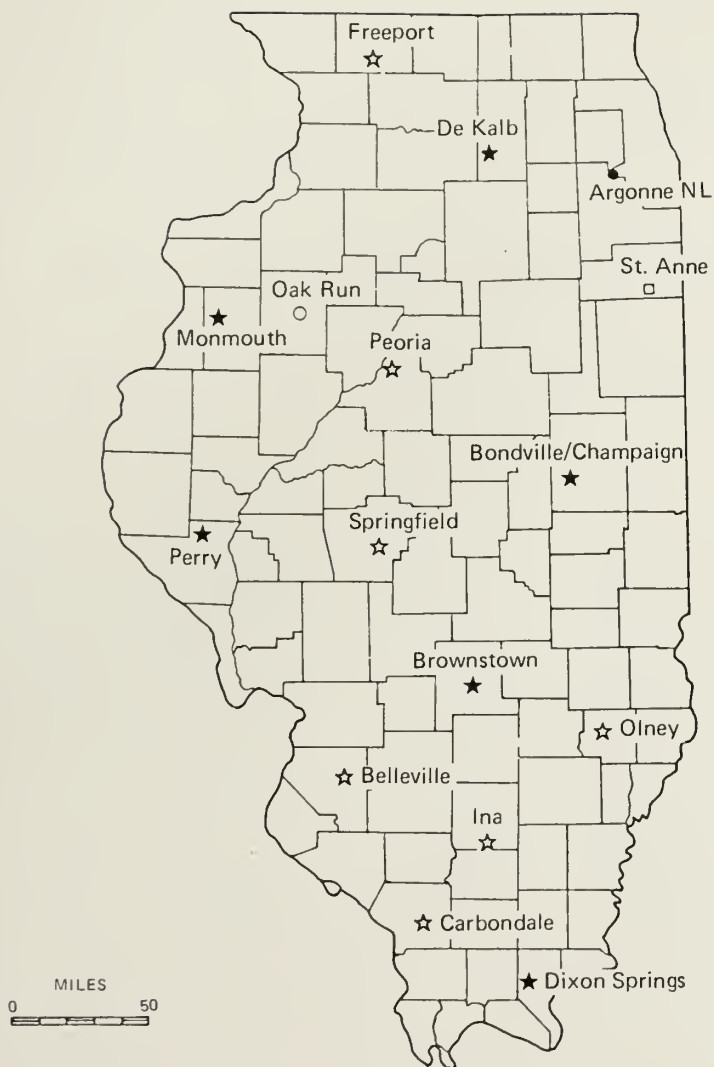 Freeport
De Kalb
Argonne NL
St. Anne
Oak Run
Monmouth
Peoria
Bondville/Champaign
Springfield
Perry
Brownstown
Olney
Belleville
Ina
Carbondale
Dixon Springs
MILES
0 50